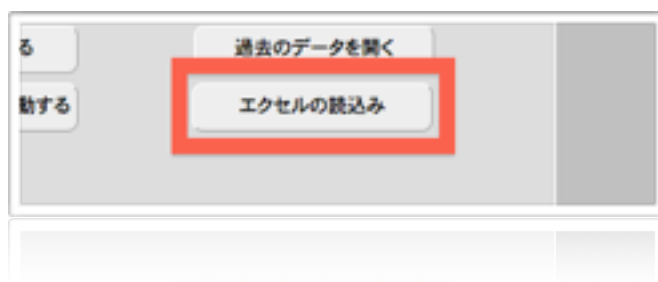 る
過去のデータを開く
動する
エクセルの読込み